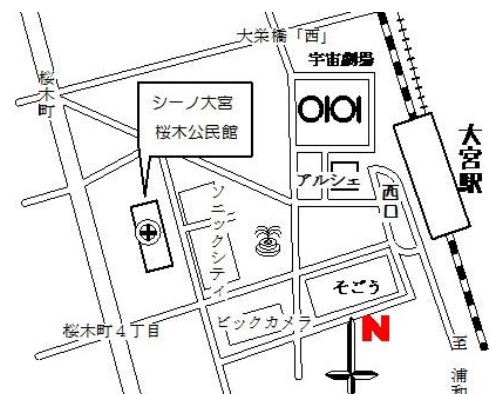 大栄橋「西」
宇宙劇場
桜木町
シーノ大宮
桜木公民館
OIOI
大宮駅
アルシェ
西口
ソニックシティ
そごう
ビックカメラ
桜木町4丁目
N
至 浦和